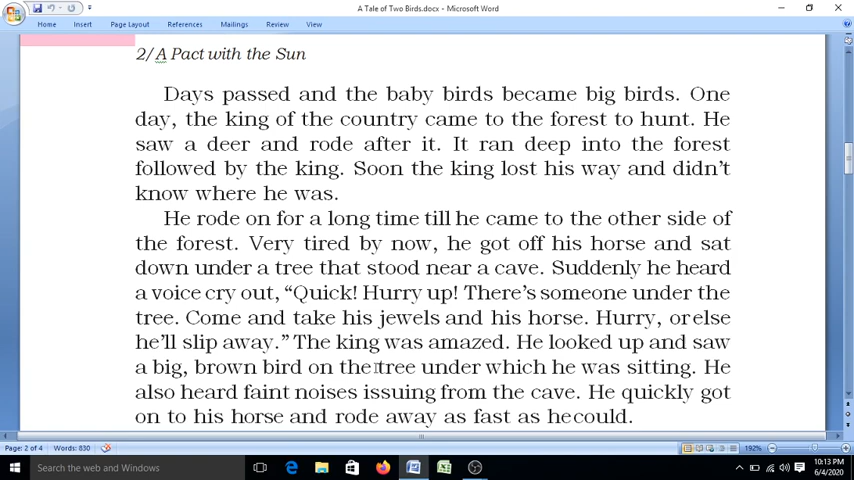 A Tale of Two Birds.docx - Microsoft Word
Home Insert Page Layout References Mailings Review View
2/A Pact with the Sun
Days passed and the baby birds became big birds. One
day, the king of the country came to the forest to hunt. He
saw a deer and rode after it. It ran deep into the forest
followed by the king. Soon the king lost his way and didn't
know where he was.
He rode on for a long time till he came to the other side of
the forest. Very tired by now, he got off his horse and sat
down under a tree that stood near a cave. Suddenly he heard
a voice cry out, “Quick! Hurry up! There's someone under the
tree. Come and take his jewels and his horse. Hurry, or else
he'll slip away.” The king was amazed. He looked up and saw
a big, brown bird on the tree under which he was sitting. He
also heard faint noises issuing from the cave. He quickly got
on to his horse and rode away as fast as he could.
Page: 2 of 4 Words: 830 192%
Search the web and Windows 10:13 PM
6/4/2020